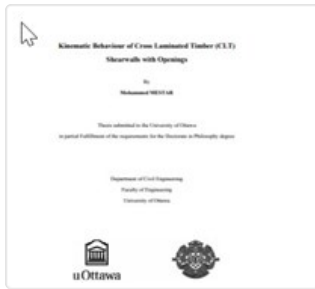 Kinematic Behaviour of Cross Laminated Timber (CLT)
Shearwalls with Openings
By
Mohammed MESTAR
Thesis submitted to the University of Ottawa
in partial Fulfillment of the requirements for the Doctorate in Philosophy degree
Department of Civil Engineering
Faculty of Engineering
University of Ottawa
uOttawa